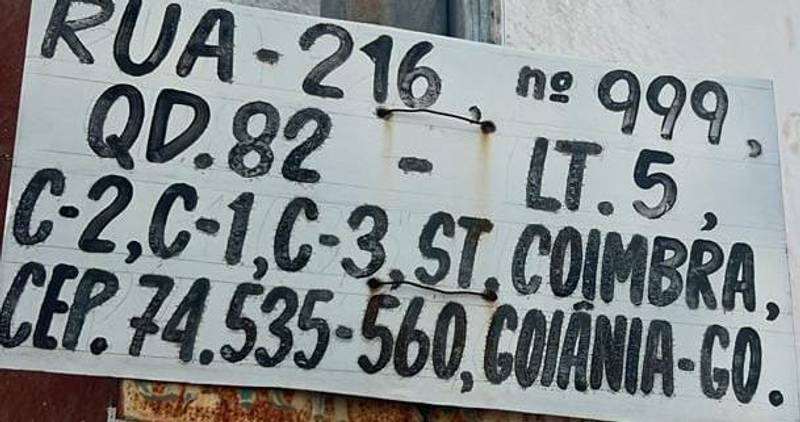 RUA-216, nº 999,
QD.82 - LT.5,
C-2,C-1,C-3 ST.COIMBRA,
CEP.74.535-560,GOIÂNIA-GO.